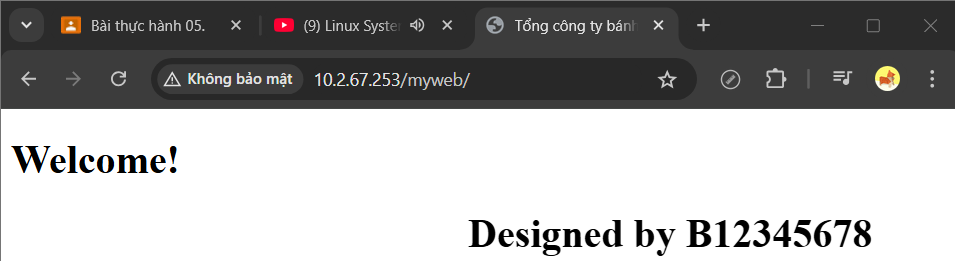 Bài thực hành 05.
(9) Linux Syste
Tổng công ty bánh
Không bảo mật
10.2.67.253/myweb/
Welcome!
Designed by B12345678